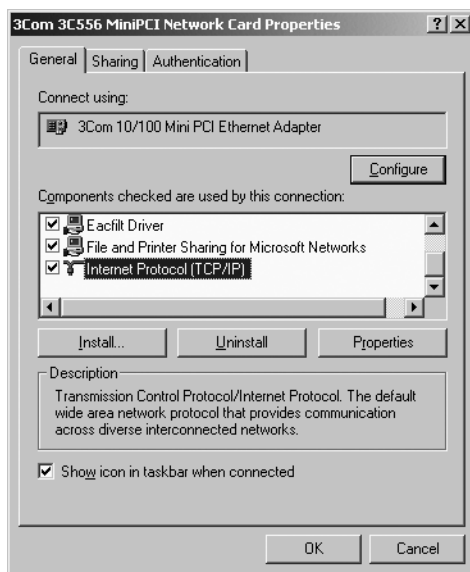 3Com 3C556 MiniPCI Network Card Properties
General Sharing Authentication
Connect using:
3Com 10/100 Mini PCI Ethernet Adapter
Configure
Components checked are used by this connection:
Eacfilt Driver
File and Printer Sharing for Microsoft Networks
Internet Protocol (TCP/IP)
Install... Uninstall Properties
Description
Transmission Control Protocol/Internet Protocol. The default
wide area network protocol that provides communication
across diverse interconnected networks.
Show icon in taskbar when connected
OK Cancel